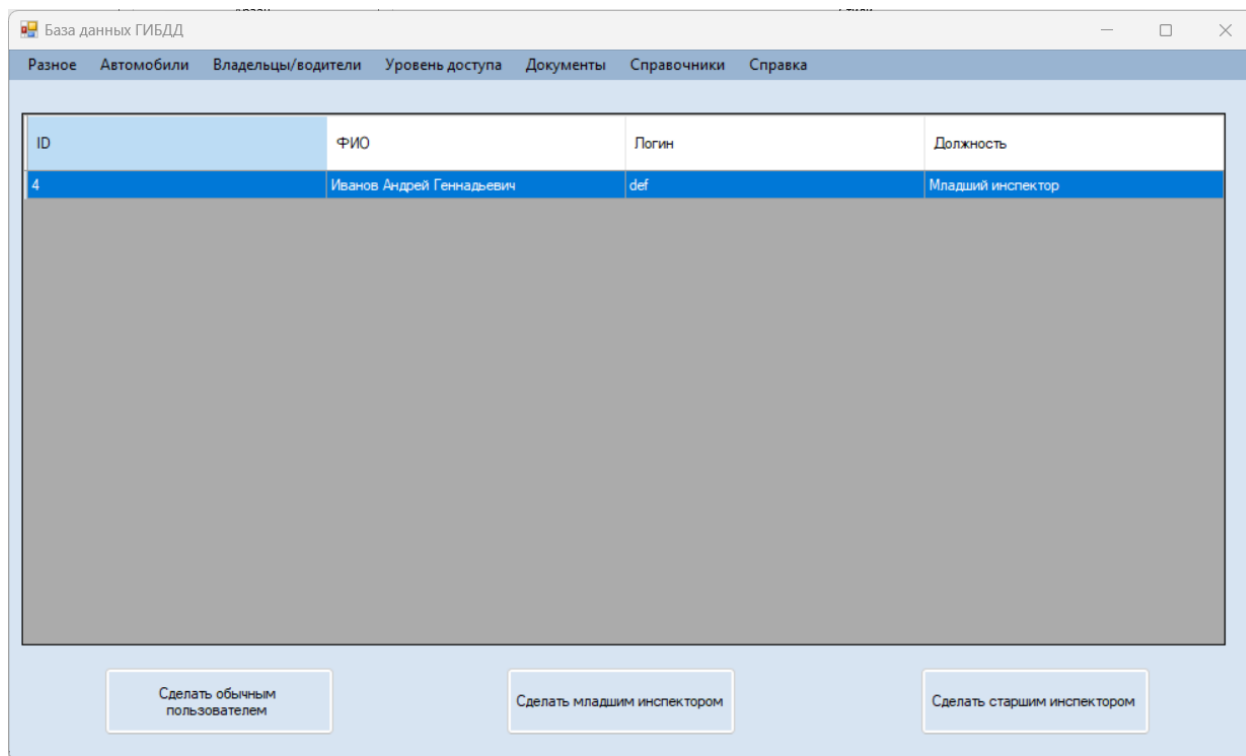 База данных ГИБДД
Разное Автомобили Владельцы/водители Уровень доступа Документы Справочники Справка
ID ФИО Логин Должность
4 Иванов Андрей Геннадьевич def Младший инспектор
Сделать обычным
пользователем
Сделать младшим инспектором
Сделать старшим инспектором